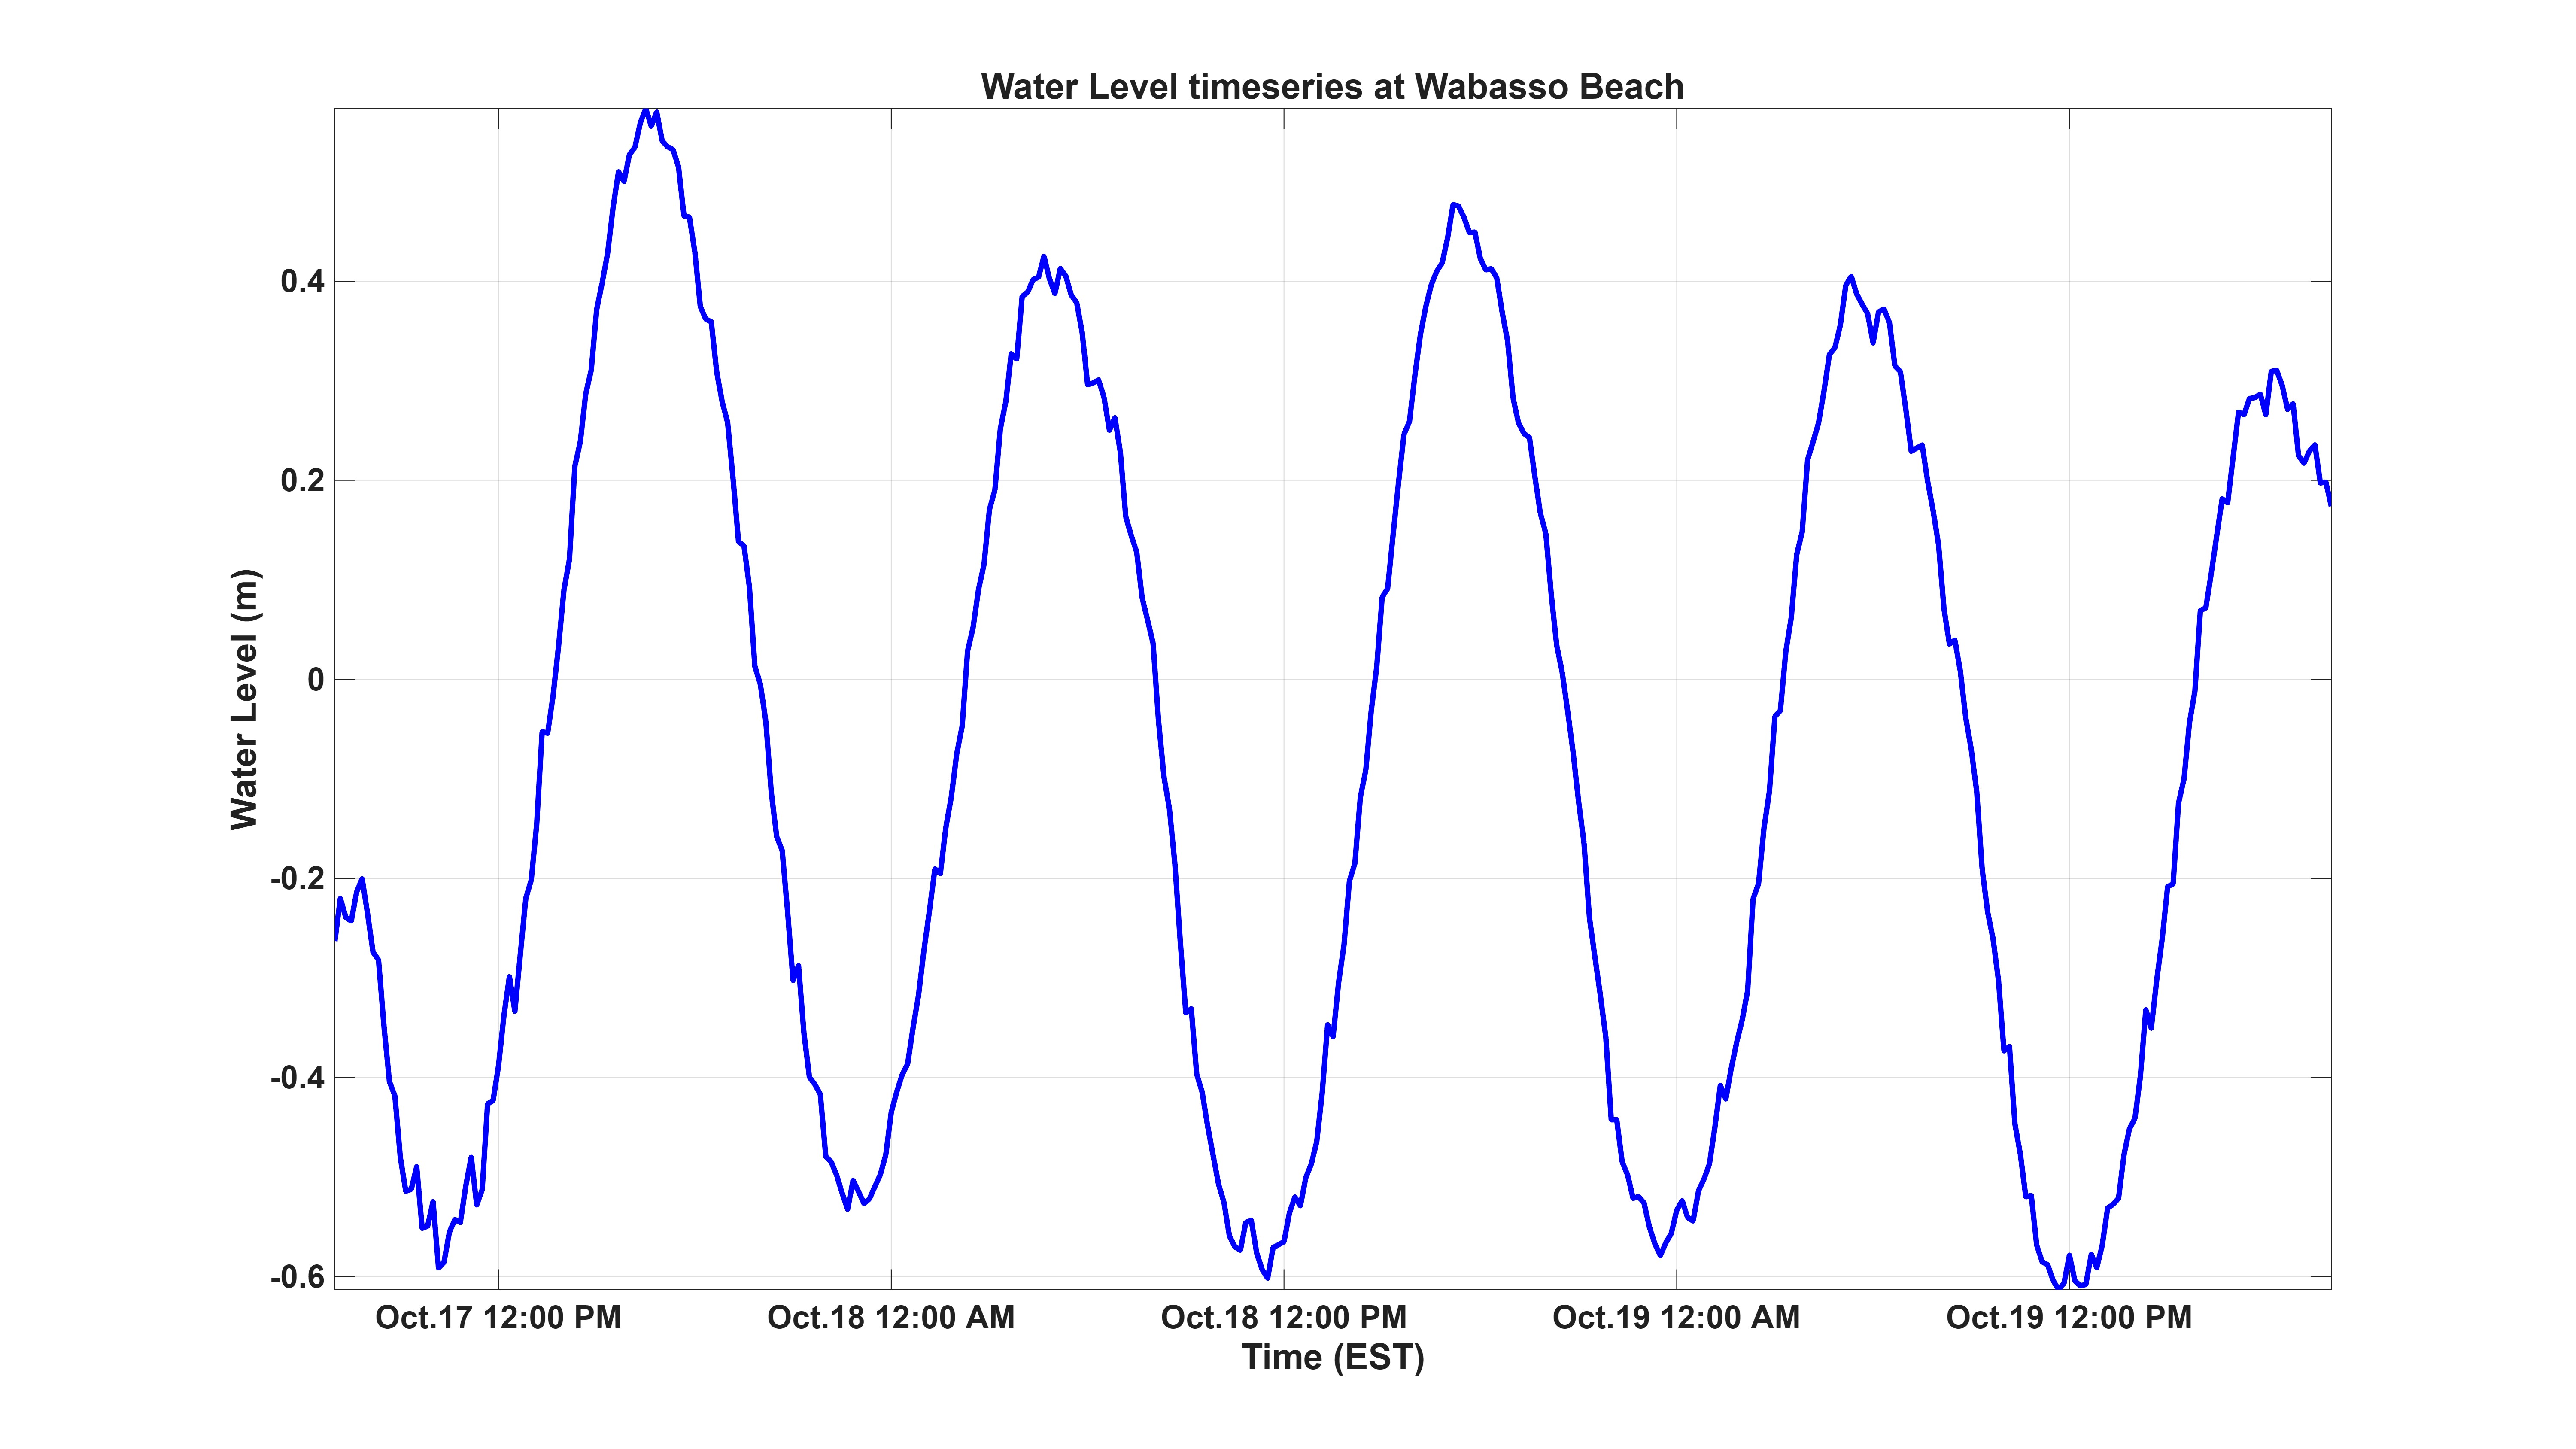 Water Level timeseries at Wabasso Beach
0.4
0.2
0
-0.2
-0.4
-0.6
Water Level (m)
Oct.17 12:00 PM Oct.18 12:00 AM Oct.18 12:00 PM Oct.19 12:00 AM Oct.19 12:00 PM
Time (EST)